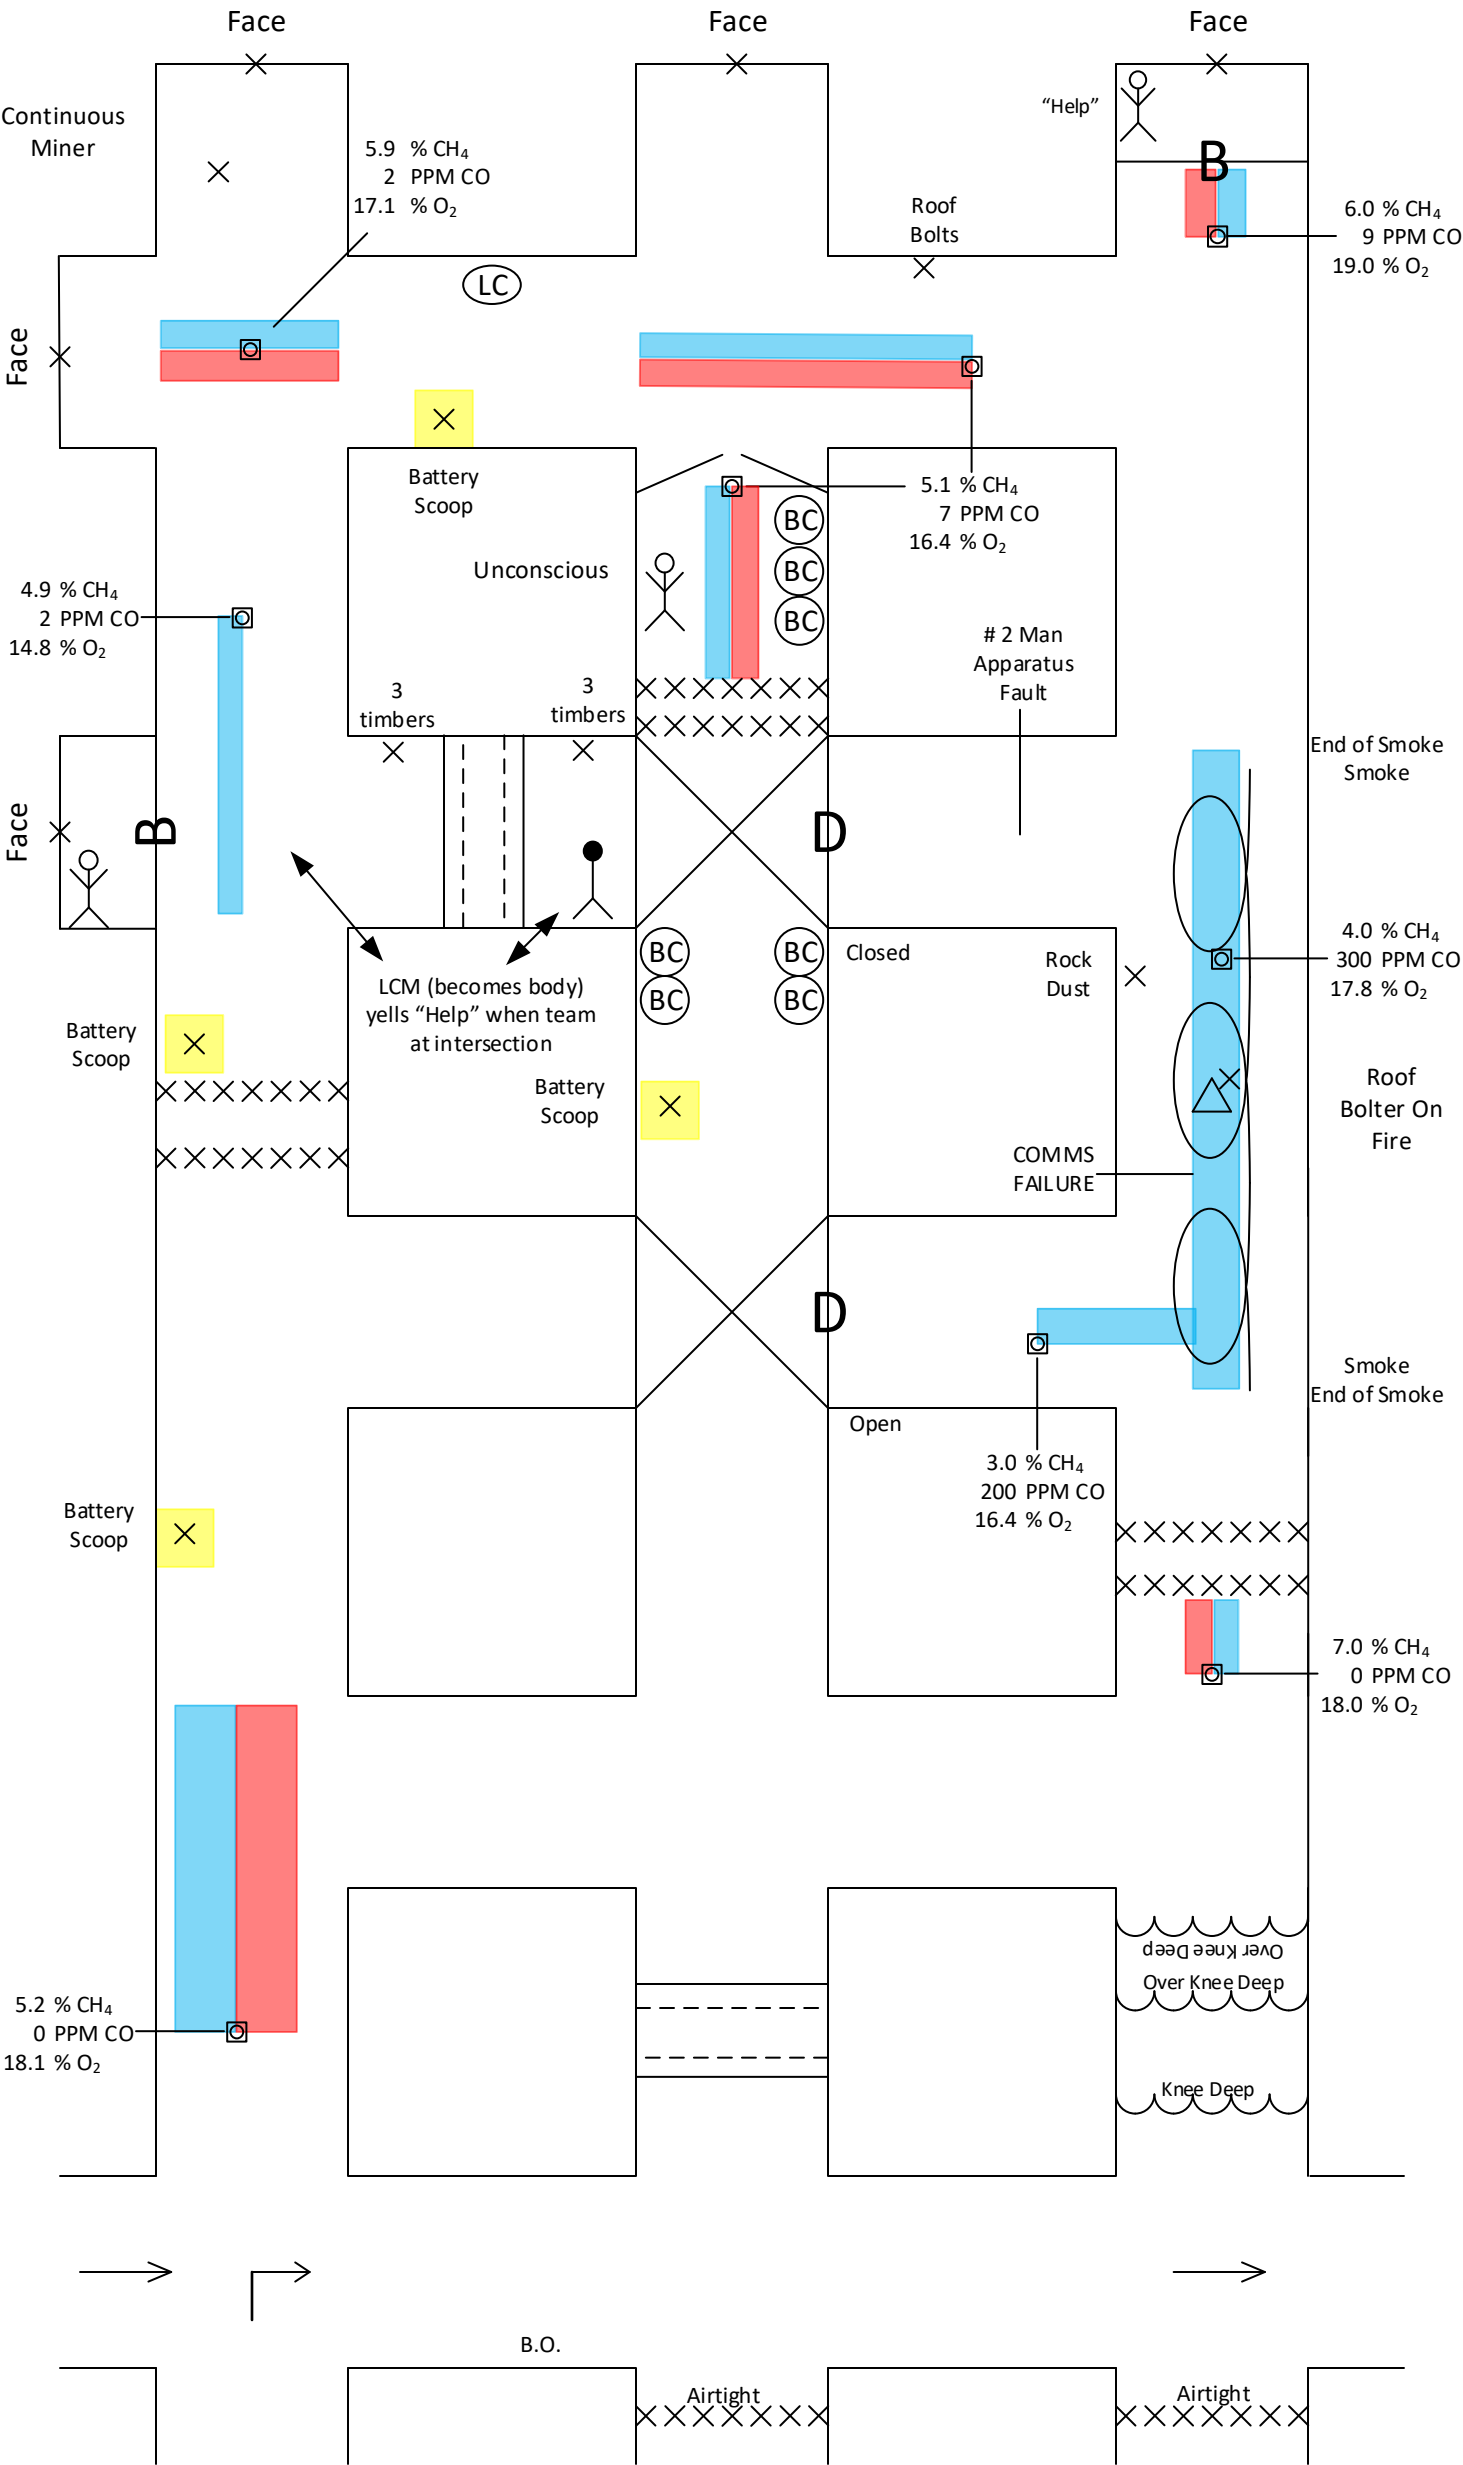 Face
Face
Face
Continuous
Miner
"Help"
B
5.9 % CH₄
2 PPM CO
17.1 % O₂
Roof
Bolts
6.0 % CH₄
9 PPM CO
19.0 % O₂
LC
Face
Battery
Scoop
5.1 % CH₄
7 PPM CO
16.4 % O₂
BC
BC
BC
Unconscious
4.9 % CH₄
2 PPM CO
14.8 % O₂
# 2 Man
Apparatus
Fault
3
timbers
3
timbers
End of Smoke
Smoke
Face
B
D
BC
BC
BC
BC
Closed
Rock
Dust
4.0 % CH₄
300 PPM CO
17.8 % O₂
LCM (becomes body)
yells "Help" when team
at intersection
Battery
Scoop
Battery
Scoop
Roof
Bolter On
Fire
COMMS
FAILURE
D
Smoke
End of Smoke
Open
3.0 % CH₄
200 PPM CO
16.4 % O₂
Battery
Scoop
7.0 % CH₄
0 PPM CO
18.0 % O₂
Over Knee Deep
Over Knee Deep
5.2 % CH₄
0 PPM CO
18.1 % O₂
Knee Deep
B.O.
Airtight
Airtight